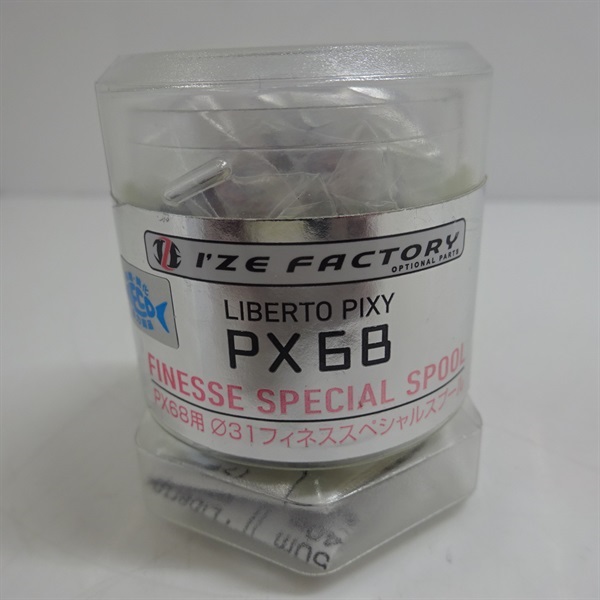 I'ZE FACTORY
OPTIONAL PARTS
LIBERTO PIXY
PX68
FINESSE SPECIAL SPOOL
PX68用 Ø31フィネススペシャルスプール